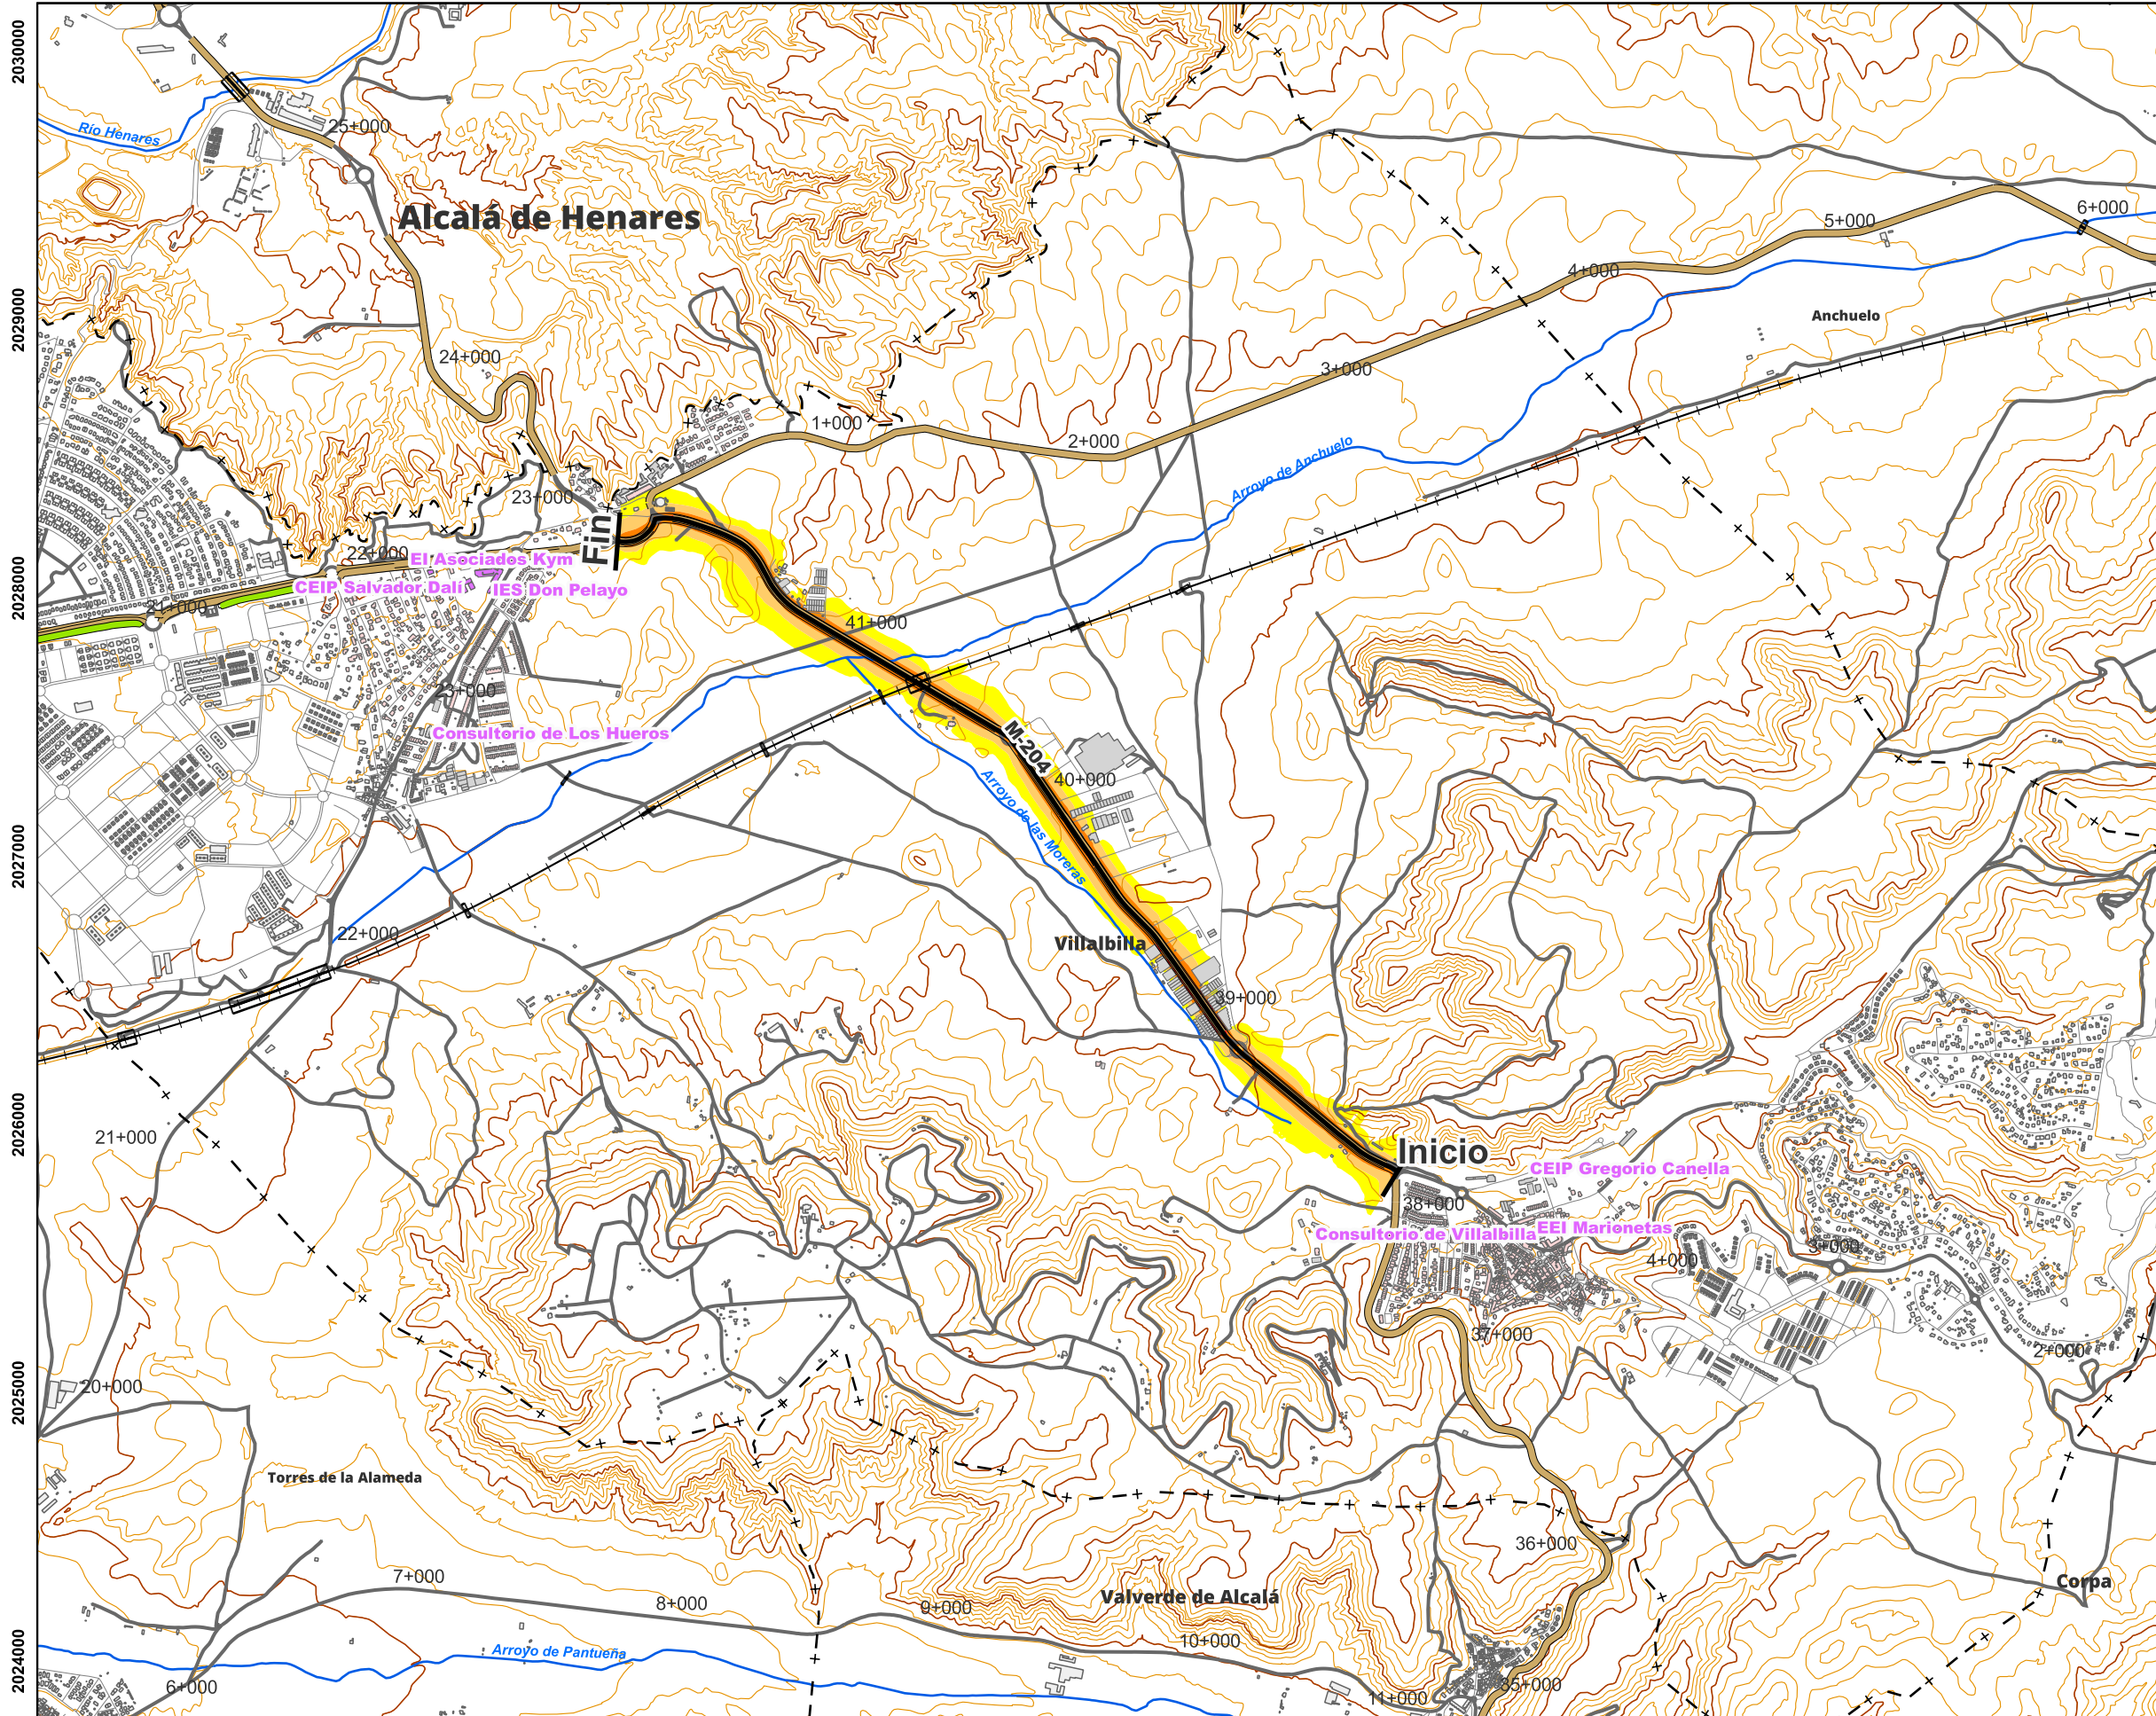 2030000
Río Henares
25+000
Alcalá de Henares
6+000
5+000
4+000
2029000
Anchuelo
24+000
3+000
1+000
2+000
Arroyo de Anchuelo
23+000
Fin
22+000
EI Asociados Kym
CEIP Salvador Dalí
IES Don Pelayo
2028000
21+000
41+000
23+000
Consultorio de Los Hueros
M-204
40+000
Arroyo de las Moreras
2027000
22+000
Villalbilla
39+000
2026000
21+000
Inicio
CEIP Gregorio Canella
38+000
Consultorio de Villalbilla
EEI Marionetas
3+000
4+000
37+000
2+000
2025000
20+000
Torres de la Alameda
36+000
7+000
8+000
9+000
Valverde de Alcalá
Corpa
10+000
2024000
Arroyo de Pantueña
6+000
11+000
35+000